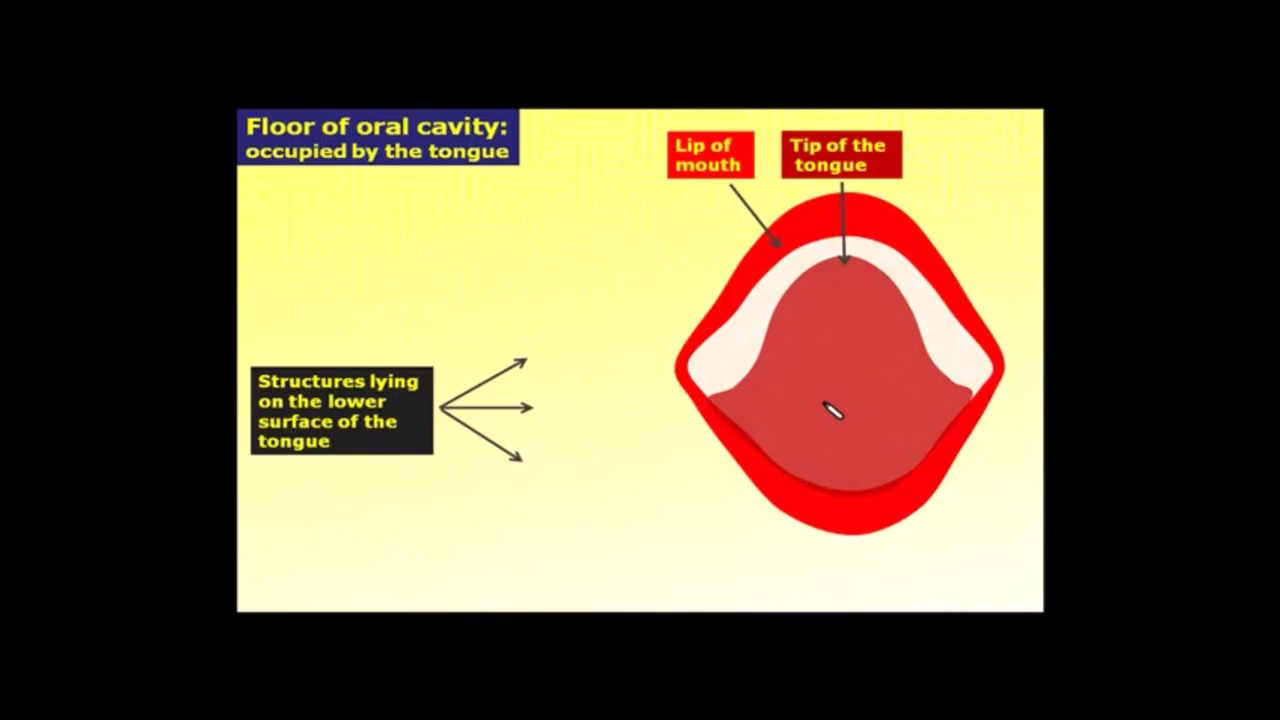 Floor of oral cavity:
occupied by the tongue
Lip of
mouth
Tip of the
tongue
Structures lying
on the lower
surface of the
tongue